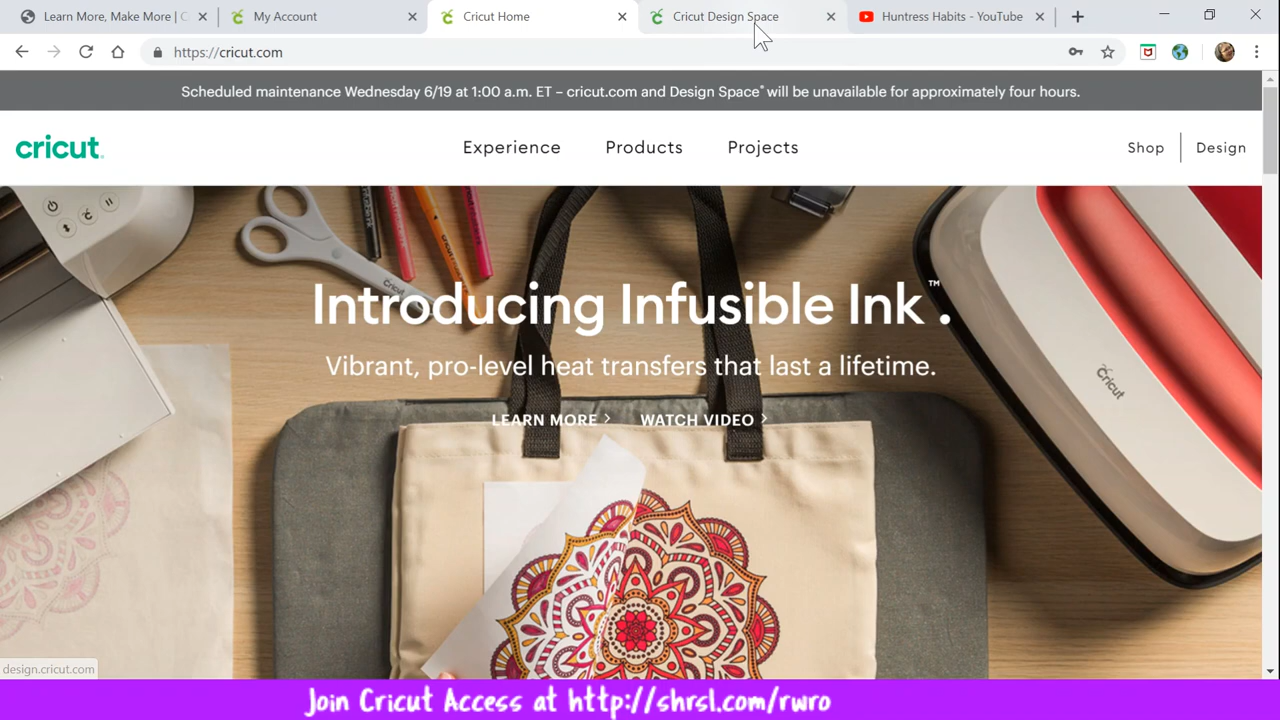 Learn More, Make More | C
My Account
Cricut Home
Cricut Design Space
Huntress Habits - YouTube
https://cricut.com
Scheduled maintenance Wednesday 6/19 at 1:00 a.m. ET – cricut.com and Design Space® will be unavailable for approximately four hours.
cricut
Experience
Products
Projects
Shop
Design
Introducing Infusible Ink™.
Vibrant, pro-level heat transfers that last a lifetime.
LEARN MORE >
WATCH VIDEO >
Cricut
design.cricut.com
Join Cricut Access at http://shrsl.com/rwro